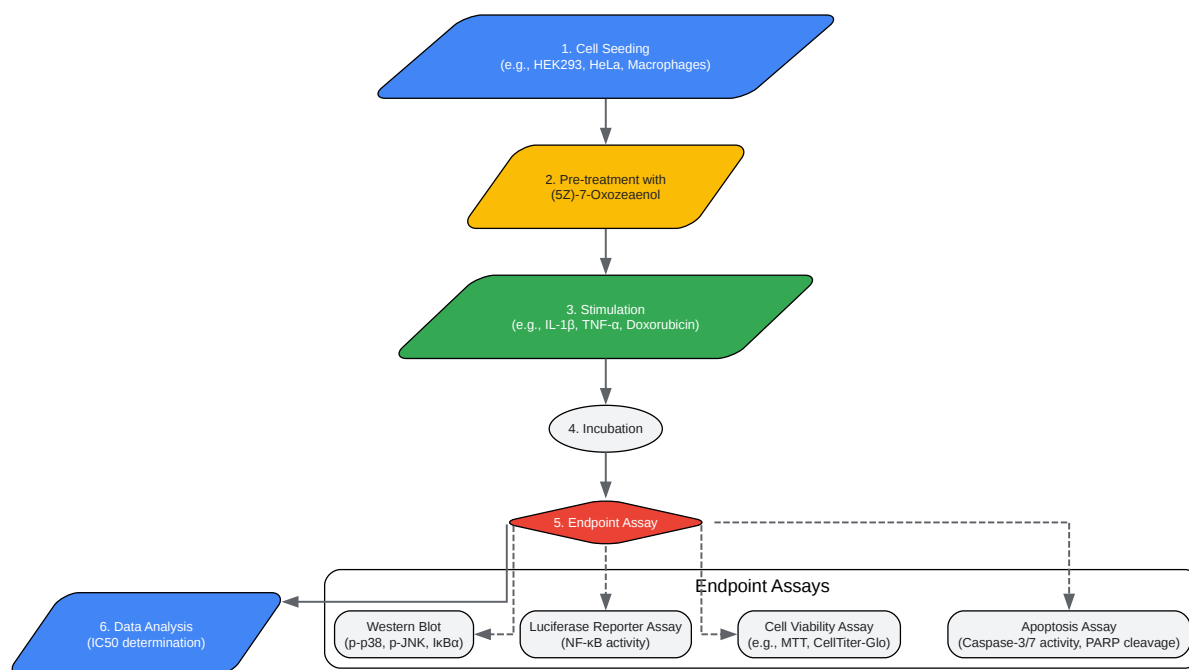 1. Cell Seeding
(e.g., HEK293, HeLa, Macrophages)
2. Pre-treatment with
(5Z)-7-Oxozeaenol
3. Stimulation
(e.g., IL-1β, TNF-α, Doxorubicin)
4. Incubation
5. Endpoint Assay
Endpoint Assays
6. Data Analysis
(IC50 determination)
Western Blot
(p-p38, p-JNK, IκBα)
Luciferase Reporter Assay
(NF-κB activity)
Cell Viability Assay
(e.g., MTT, CellTiter-Glo)
Apoptosis Assay
(Caspase-3/7 activity, PARP cleavage)